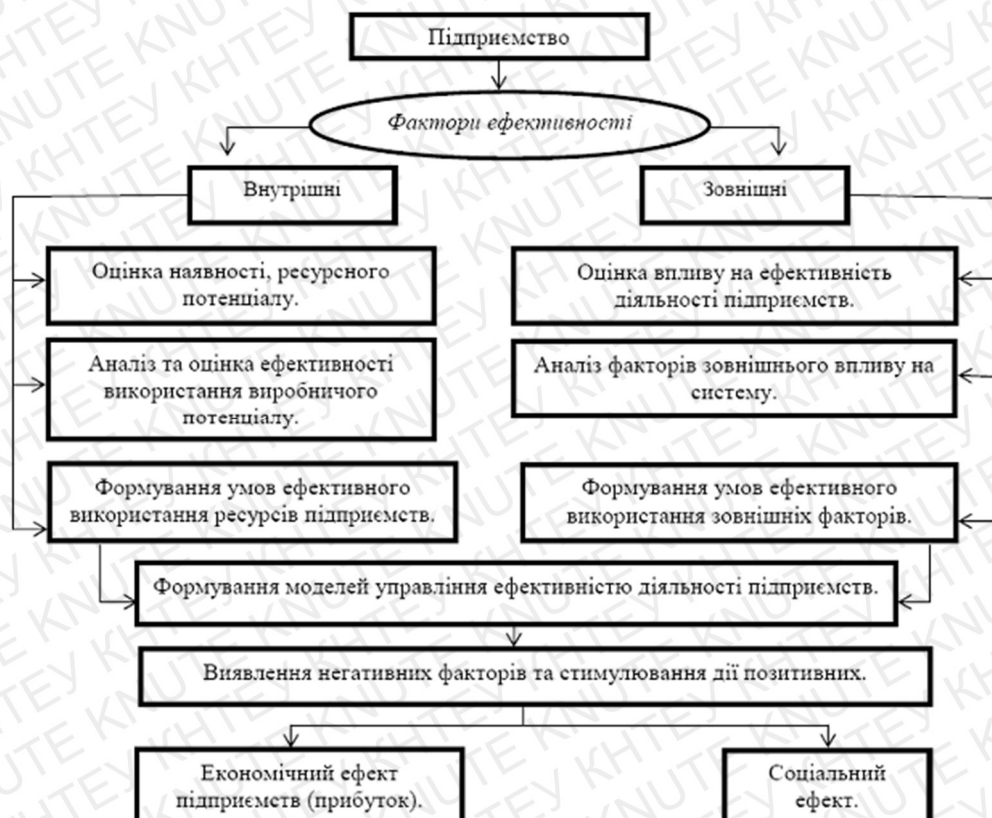 Підприємство
Фактори ефективності
Внутрішні
Зовнішні
Оцінка наявності, ресурсного
потенціалу.
Оцінка впливу на ефективність
діяльності підприємств.
Аналіз та оцінка ефективності
використання виробничого
потенціалу.
Аналіз факторів зовнішнього впливу на
систему.
Формування умов ефективного
використання ресурсів підприємств.
Формування умов ефективного
використання зовнішніх факторів.
Формування моделей управління ефективністю діяльності підприємств.
Виявлення негативних факторів та стимулювання дії позитивних.
Економічний ефект
підприємств (прибуток).
Соціальний
ефект.
KNUTE КНТЕУ